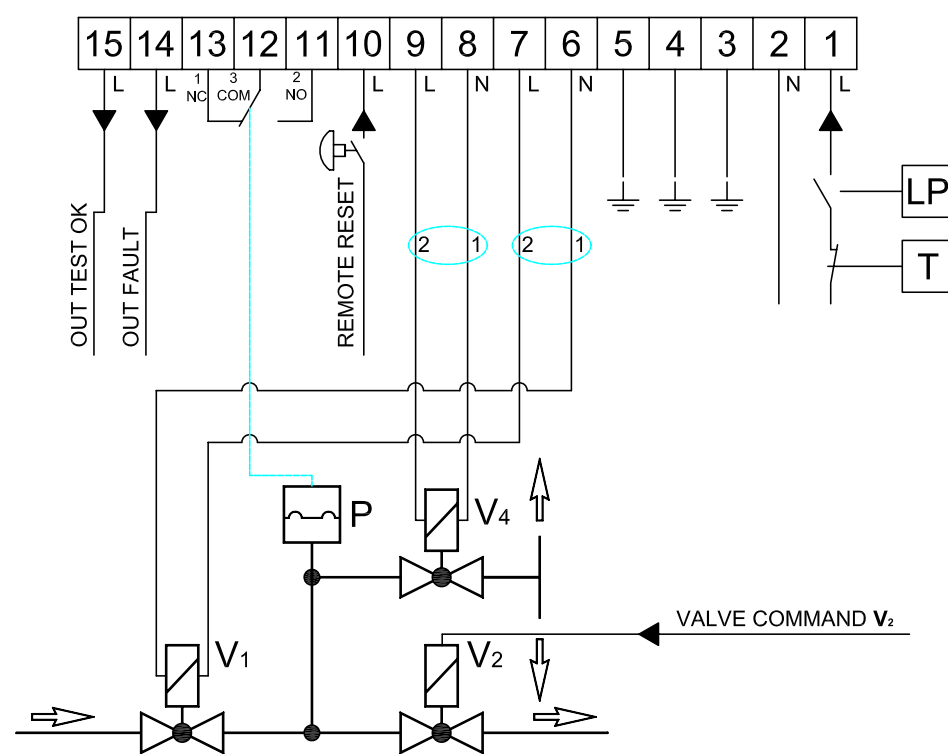 15 14 13 12 11 10 9 8 7 6 5 4 3 2 1
L L 1 3 2 L L N L N N L
NC COM NO
LP
2 1 2 1
T
OUT TEST OK
OUT FAULT
REMOTE RESET
P
V4
VALVE COMMAND V₂
V1
V2